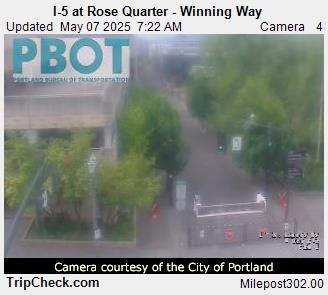 I-5 at Rose Quarter - Winning Way
Updated May 07 2025 7:22 AM Camera 4
PBOT
PORTLAND BUREAU OF TRANSPORTATION
Camera courtesy of the City of Portland
TripCheck.com Milepost302.00